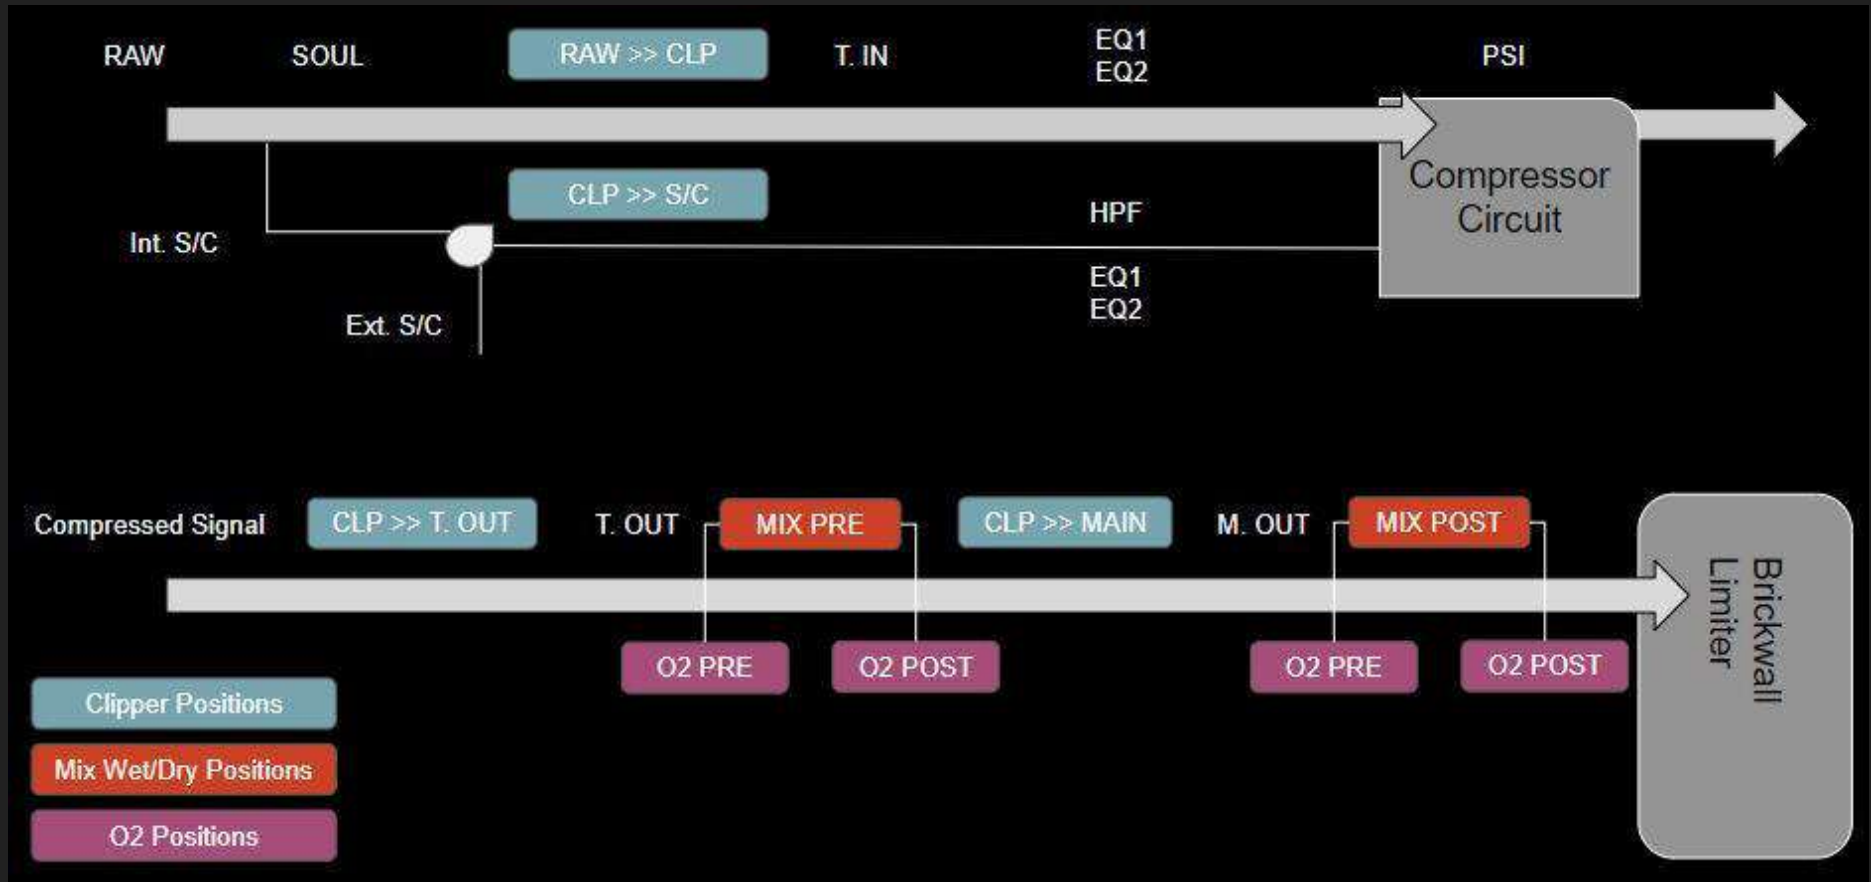 RAW
SOUL
RAW >> CLP
T. IN
EQ1
EQ2
PSI
CLP >> S/C
Compressor
Circuit
HPF
Int. S/C
EQ1
EQ2
Ext. S/C
Compressed Signal
CLP >> T. OUT
T. OUT
MIX PRE
CLP >> MAIN
M. OUT
MIX POST
Brickwall
Limiter
O2 PRE
O2 POST
O2 PRE
O2 POST
Clipper Positions
Mix Wet/Dry Positions
O2 Positions